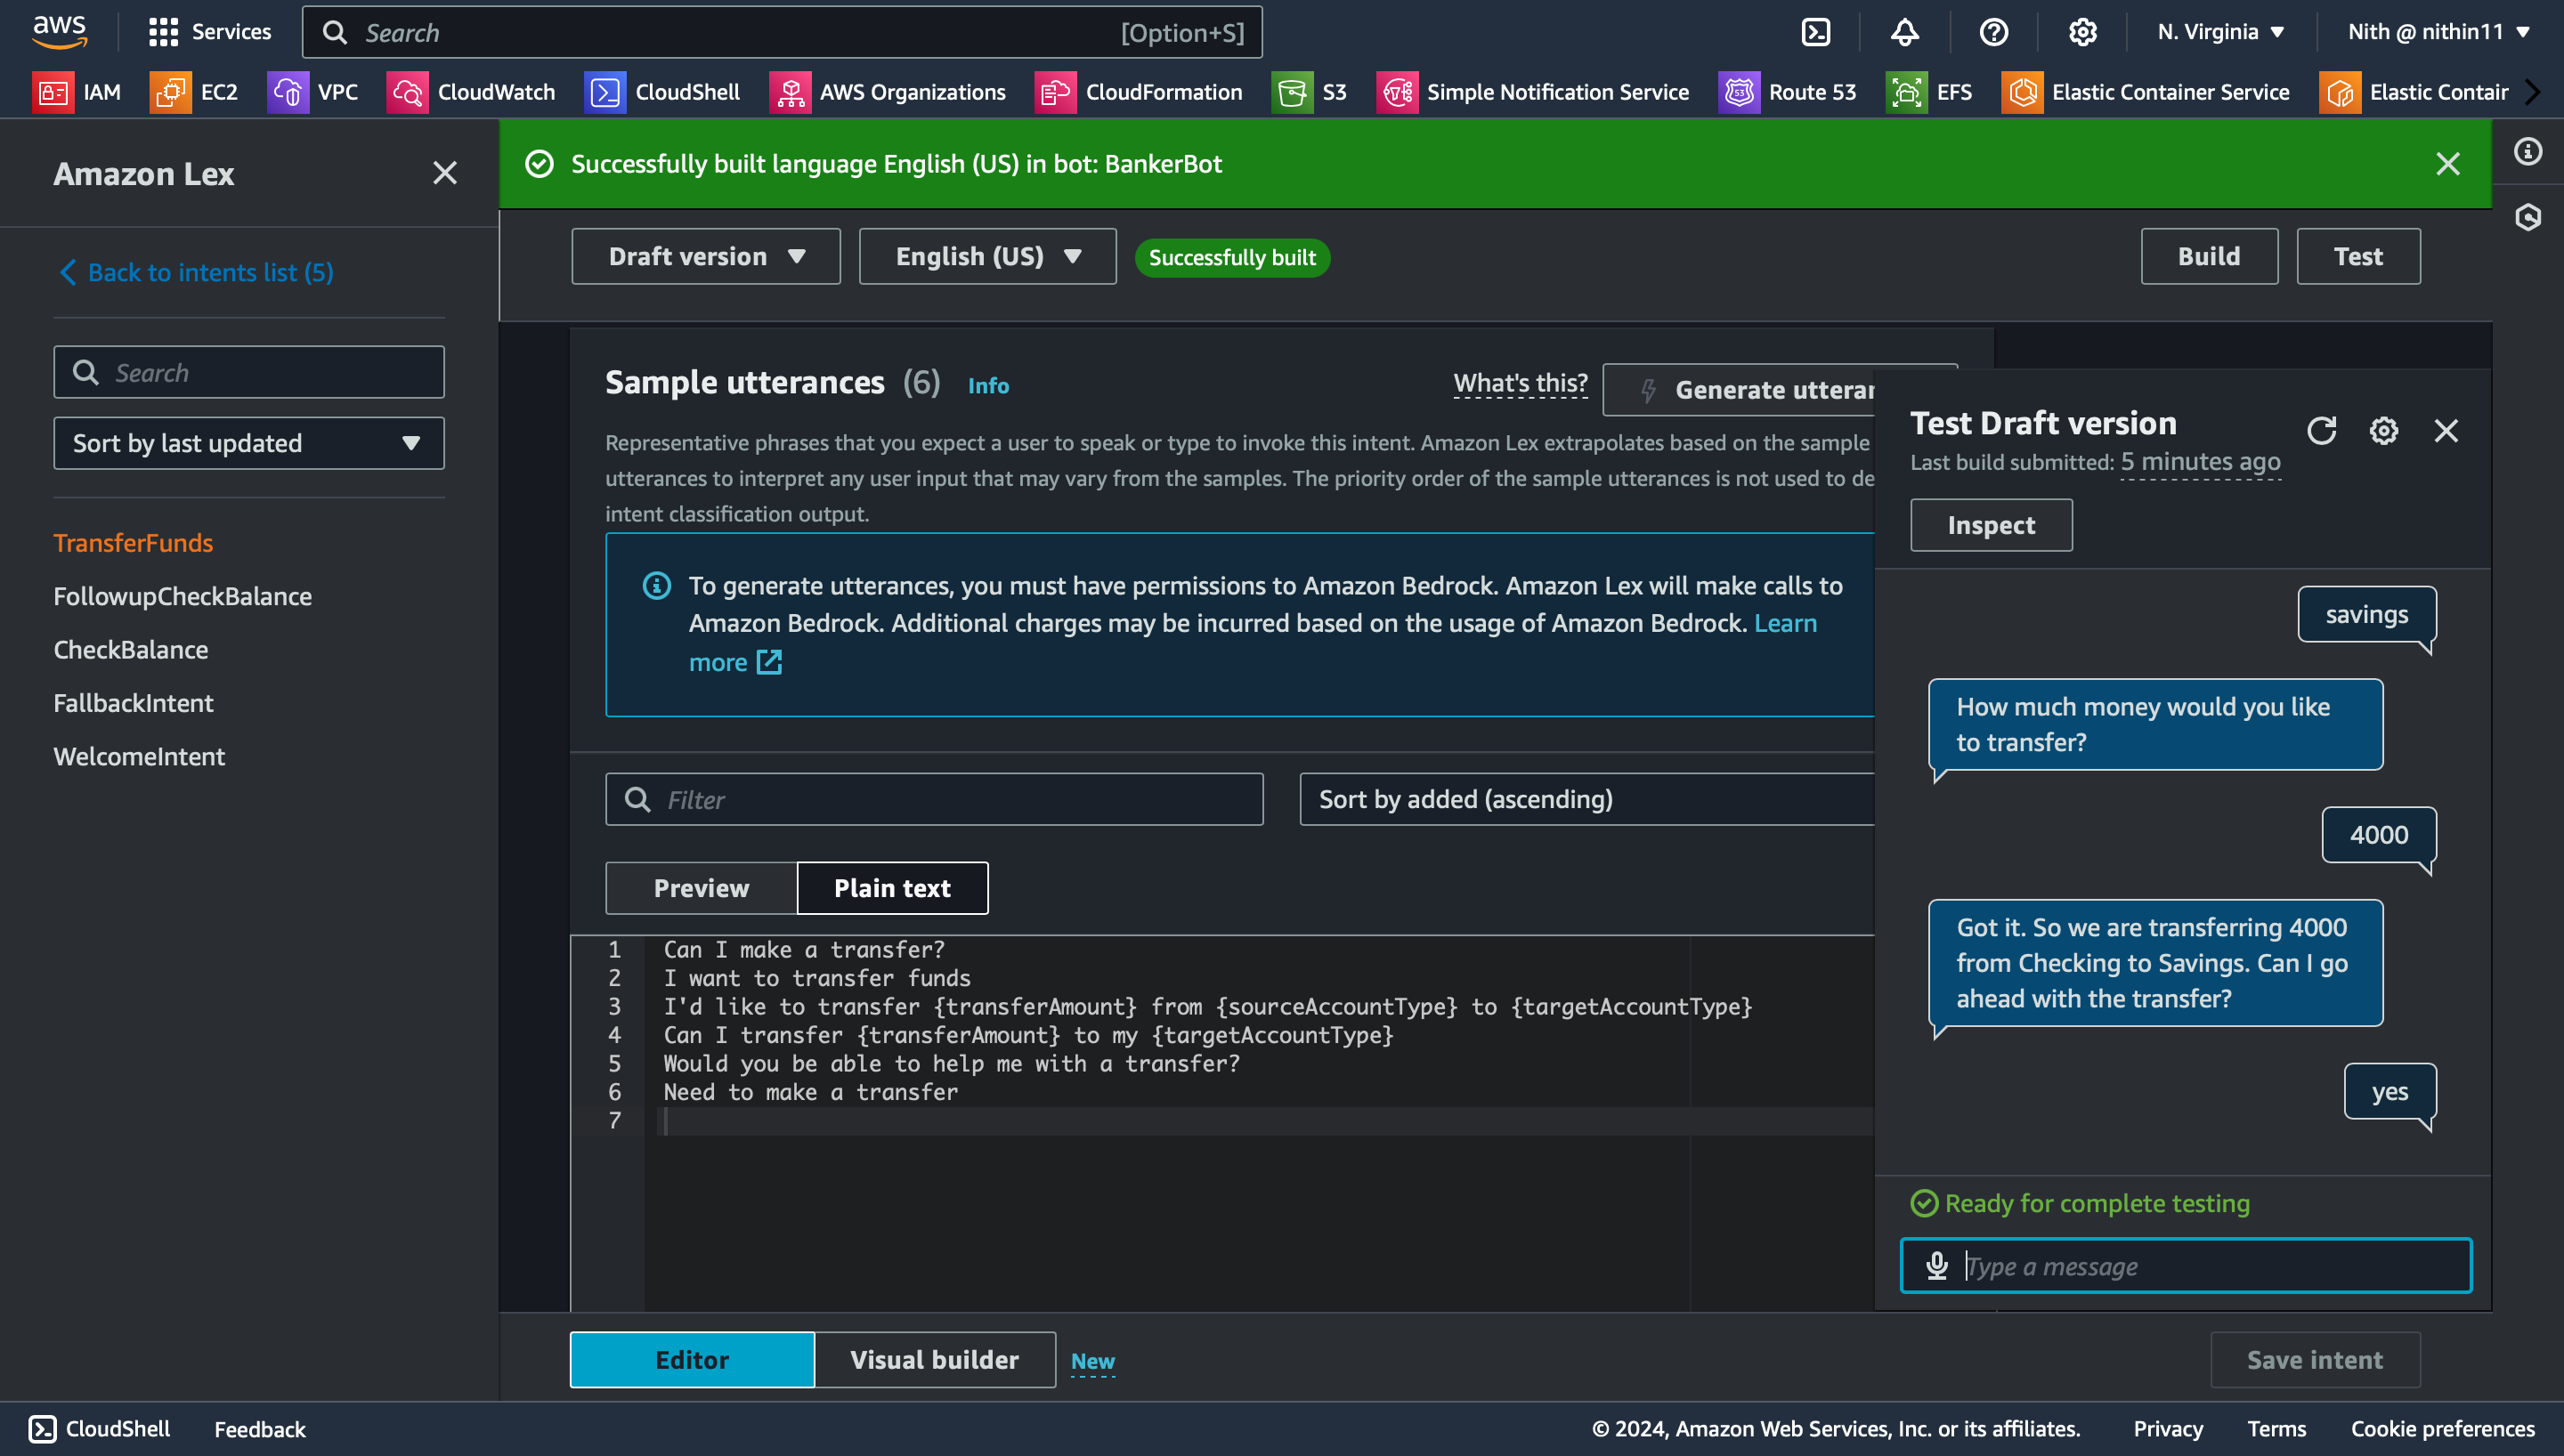 aws
Services
Search
[Option+S]
N. Virginia
Nith @ nithin11
IAM
EC2
VPC
CloudWatch
CloudShell
AWS Organizations
CloudFormation
S3
Simple Notification Service
53
Route 53
EFS
Elastic Container Service
Elastic Contair
Amazon Lex
Back to intents list (5)
Search
Sort by last updated
TransferFunds
FollowupCheckBalance
CheckBalance
FallbackIntent
WelcomeIntent
Successfully built language English (US) in bot: BankerBot
Draft version
English (US)
Successfully built
Build
Test
Sample utterances (6) Info
What's this?
Generate utterar
Representative phrases that you expect a user to speak or type to invoke this intent. Amazon Lex extrapolates based on the sample
utterances to interpret any user input that may vary from the samples. The priority order of the sample utterances is not used to de
intent classification output.
To generate utterances, you must have permissions to Amazon Bedrock. Amazon Lex will make calls to
Amazon Bedrock. Additional charges may be incurred based on the usage of Amazon Bedrock. Learn
more
Filter
Sort by added (ascending)
Preview
Plain text
1 Can I make a transfer?
2 I want to transfer funds
3 I'd like to transfer {transferAmount} from {sourceAccountType} to {targetAccountType}
4 Can I transfer {transferAmount} to my {targetAccountType}
5 Would you be able to help me with a transfer?
6 Need to make a transfer
7
Test Draft version
Last build submitted: 5 minutes ago
Inspect
savings
How much money would you like
to transfer?
4000
Got it. So we are transferring 4000
from Checking to Savings. Can I go
ahead with the transfer?
yes
Ready for complete testing
Type a message
Editor
Visual builder
New
Save intent
CloudShell
Feedback
© 2024, Amazon Web Services, Inc. or its affiliates.
Privacy
Terms
Cookie preferences